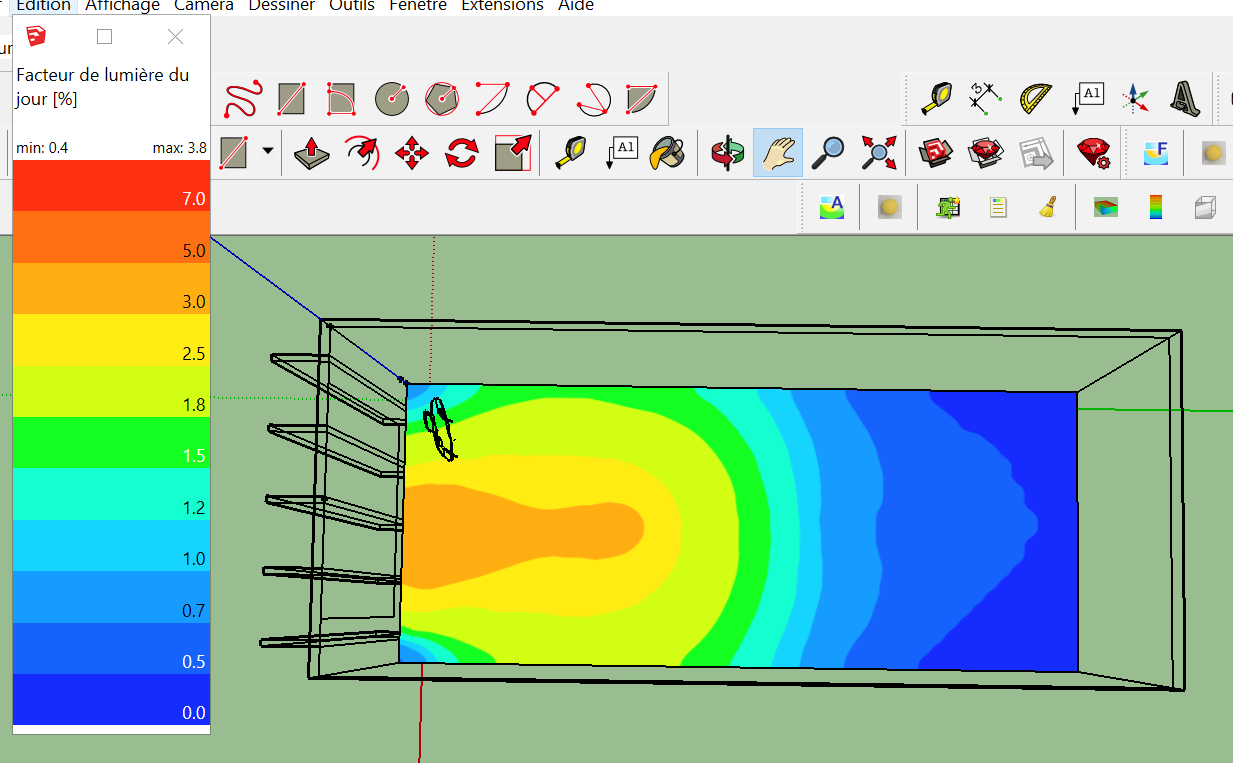 Edition Affichage Caméra Dessiner Outils Fenêtre Extensions Aide
Facteur de lumière du
jour [%]
min: 0.4 max: 3.8
7.0
5.0
3.0
2.5
1.8
1.5
1.2
1.0
0.7
0.5
0.0
5
A1
A1
F
A